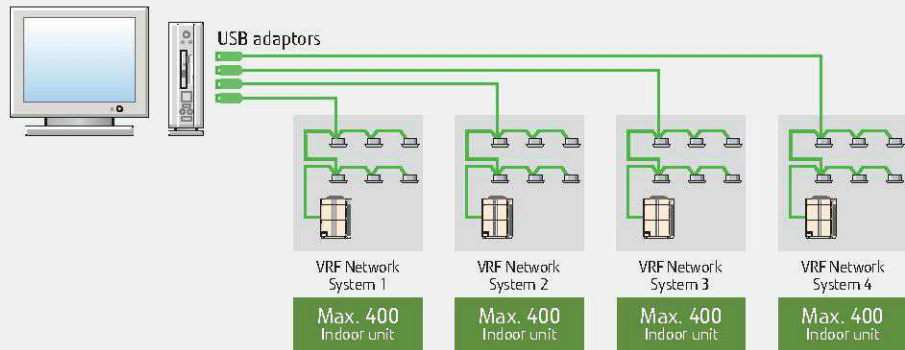 USB adaptors
VRF Network
System 1
VRF Network
System 2
VRF Network
System 3
VRF Network
System 4
Max. 400
Indoor unit
Max. 400
Indoor unit
Max. 400
Indoor unit
Max. 400
Indoor unit